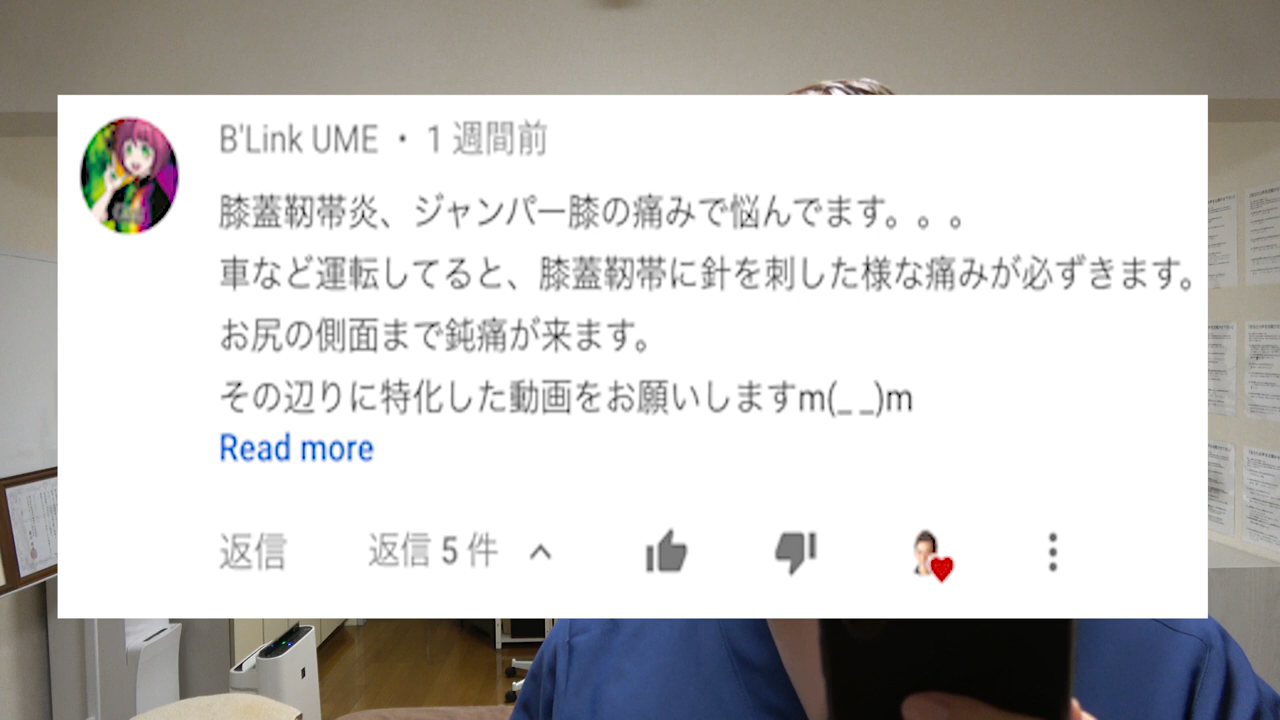 B'Link UME ・ 1 週間前
膝蓋靭帯炎、ジャンパー膝の痛みで悩んでます。。。
車など運転してると、膝蓋靭帯に針を刺した様な痛みが必ずきます。
お尻の側面まで鈍痛が来ます。
その辺りに特化した動画をお願いしますm(_ _)m
Read more
返信 返信 5 件